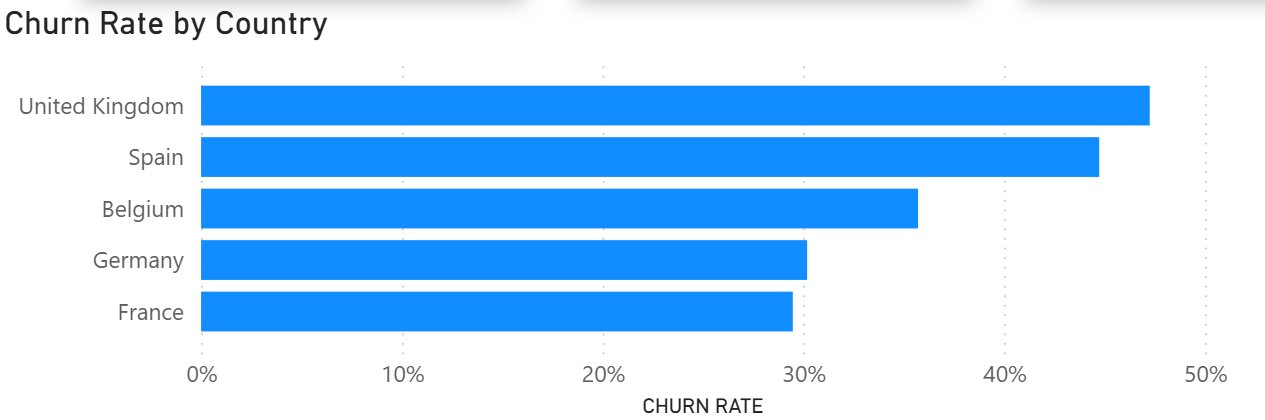 Churn Rate by Country
United Kingdom
Spain
Belgium
Germany
France
0% 10% 20% 30% 40% 50%
CHURN RATE